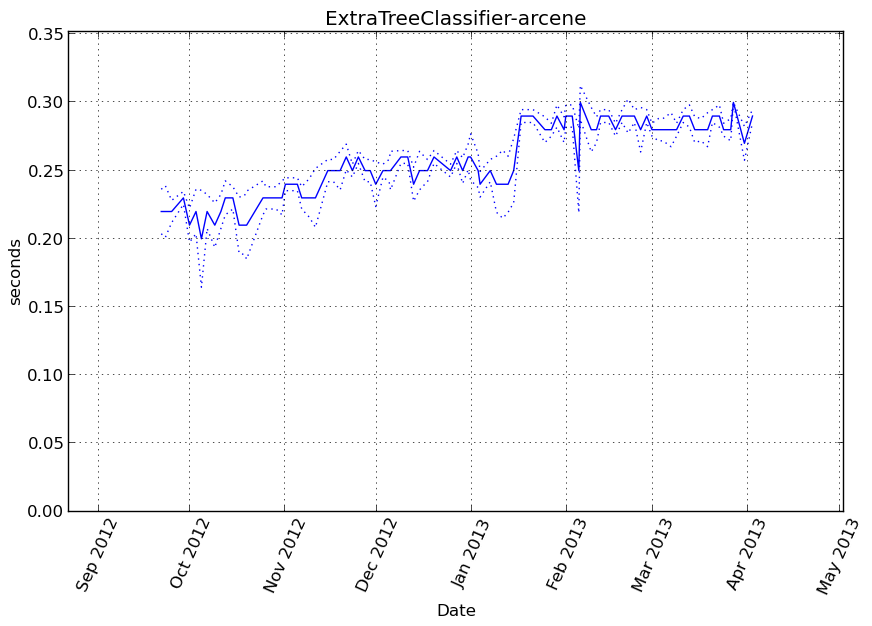 ExtraTreeClassifier-arcene
0.35
0.30
0.25
0.20
0.15
0.10
0.05
0.00
seconds
Sep 2012
Oct 2012
Nov 2012
Dec 2012
Jan 2013
Feb 2013
Mar 2013
Apr 2013
May 2013
Date